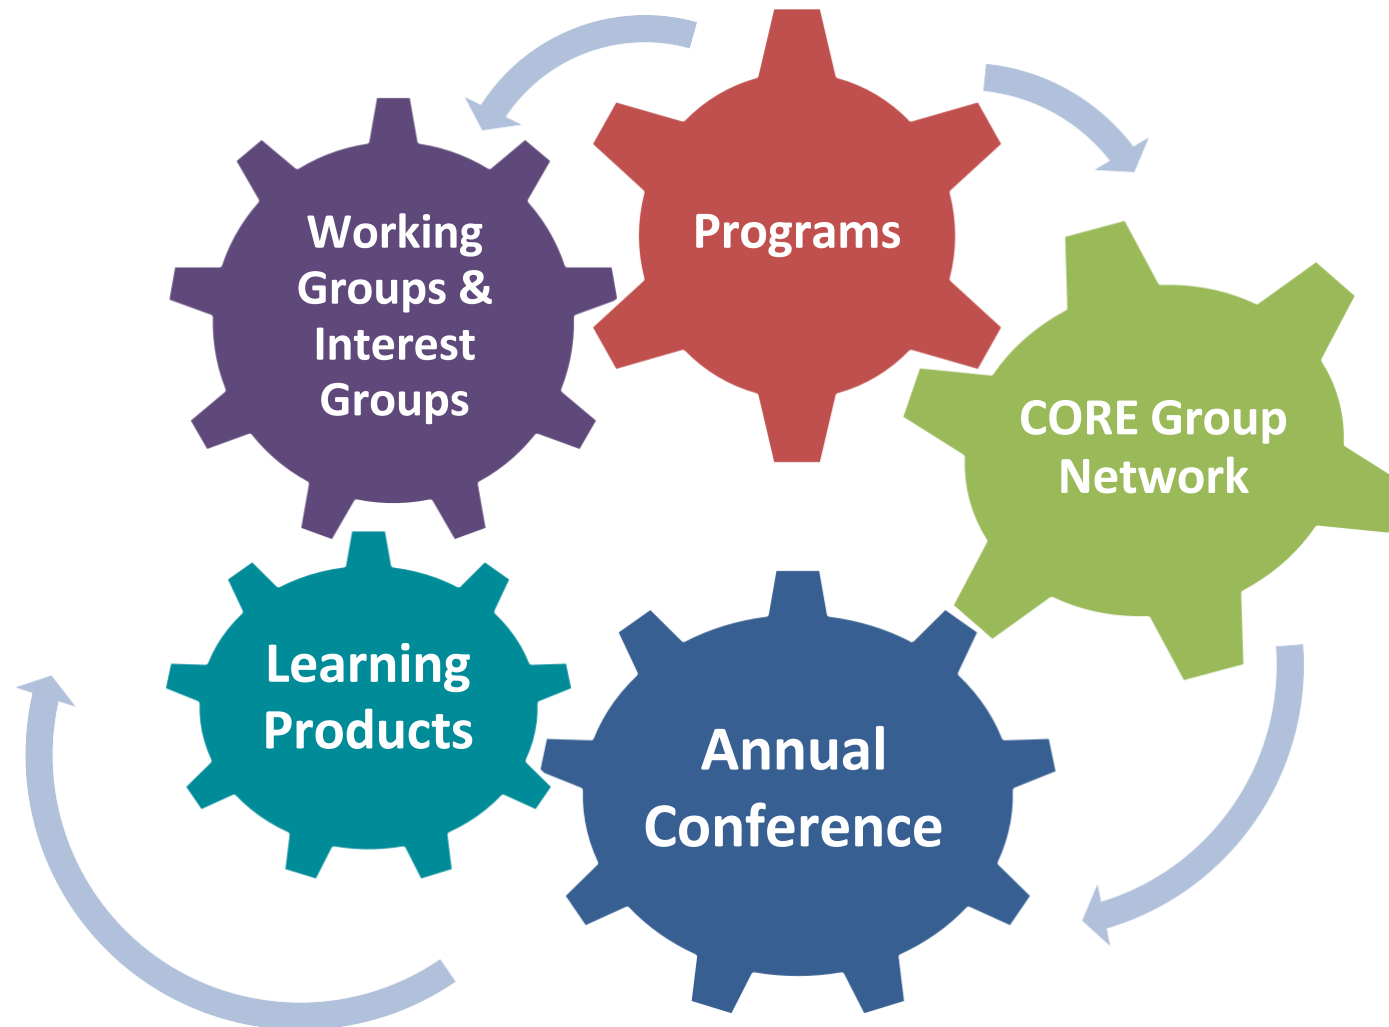 Programs
Working
Groups &
Interest
Groups
CORE Group
Network
Learning
Products
Annual
Conference